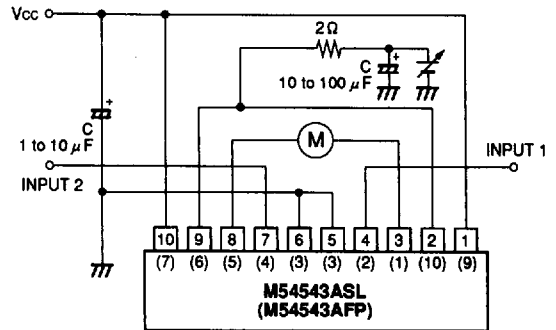 Vcc
2Ω
+
C
10 to 100 μF
+
C
1 to 10 μF
M
INPUT 1
INPUT 2
10 9 8 7 6 5 4 3 2 1
(7) (6) (5) (4) (3) (3) (2) (1) (10) (9)
M54543ASL
(M54543AFP)